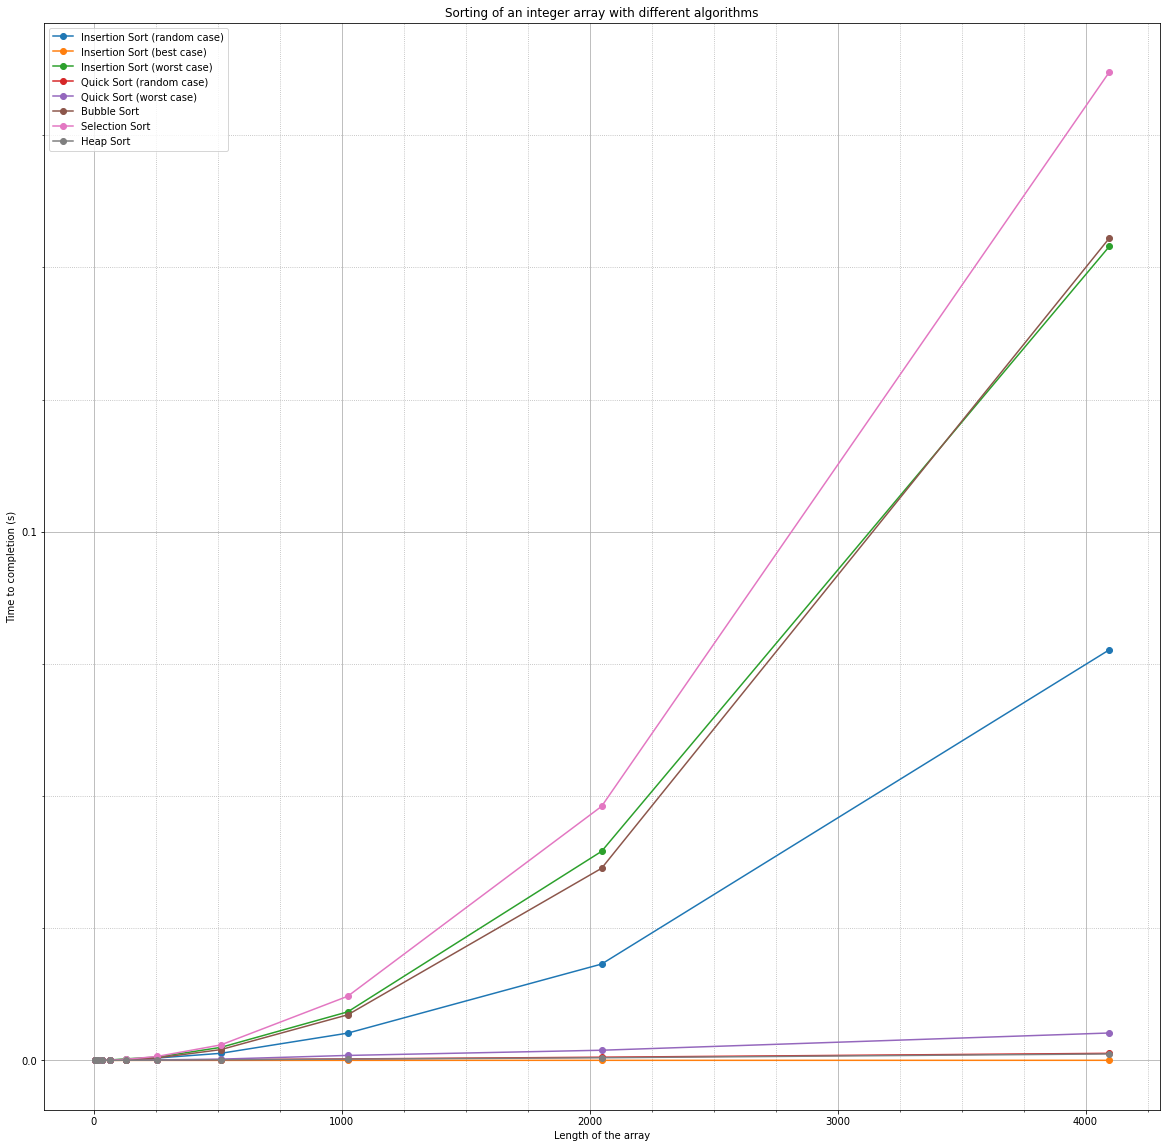 Sorting of an integer array with different algorithms
Insertion Sort (random case)
Insertion Sort (best case)
Insertion Sort (worst case)
Quick Sort (random case)
Quick Sort (worst case)
Bubble Sort
Selection Sort
Heap Sort
0.1
0.0
Time to completion (s)
0
1000
2000
3000
4000
Length of the array